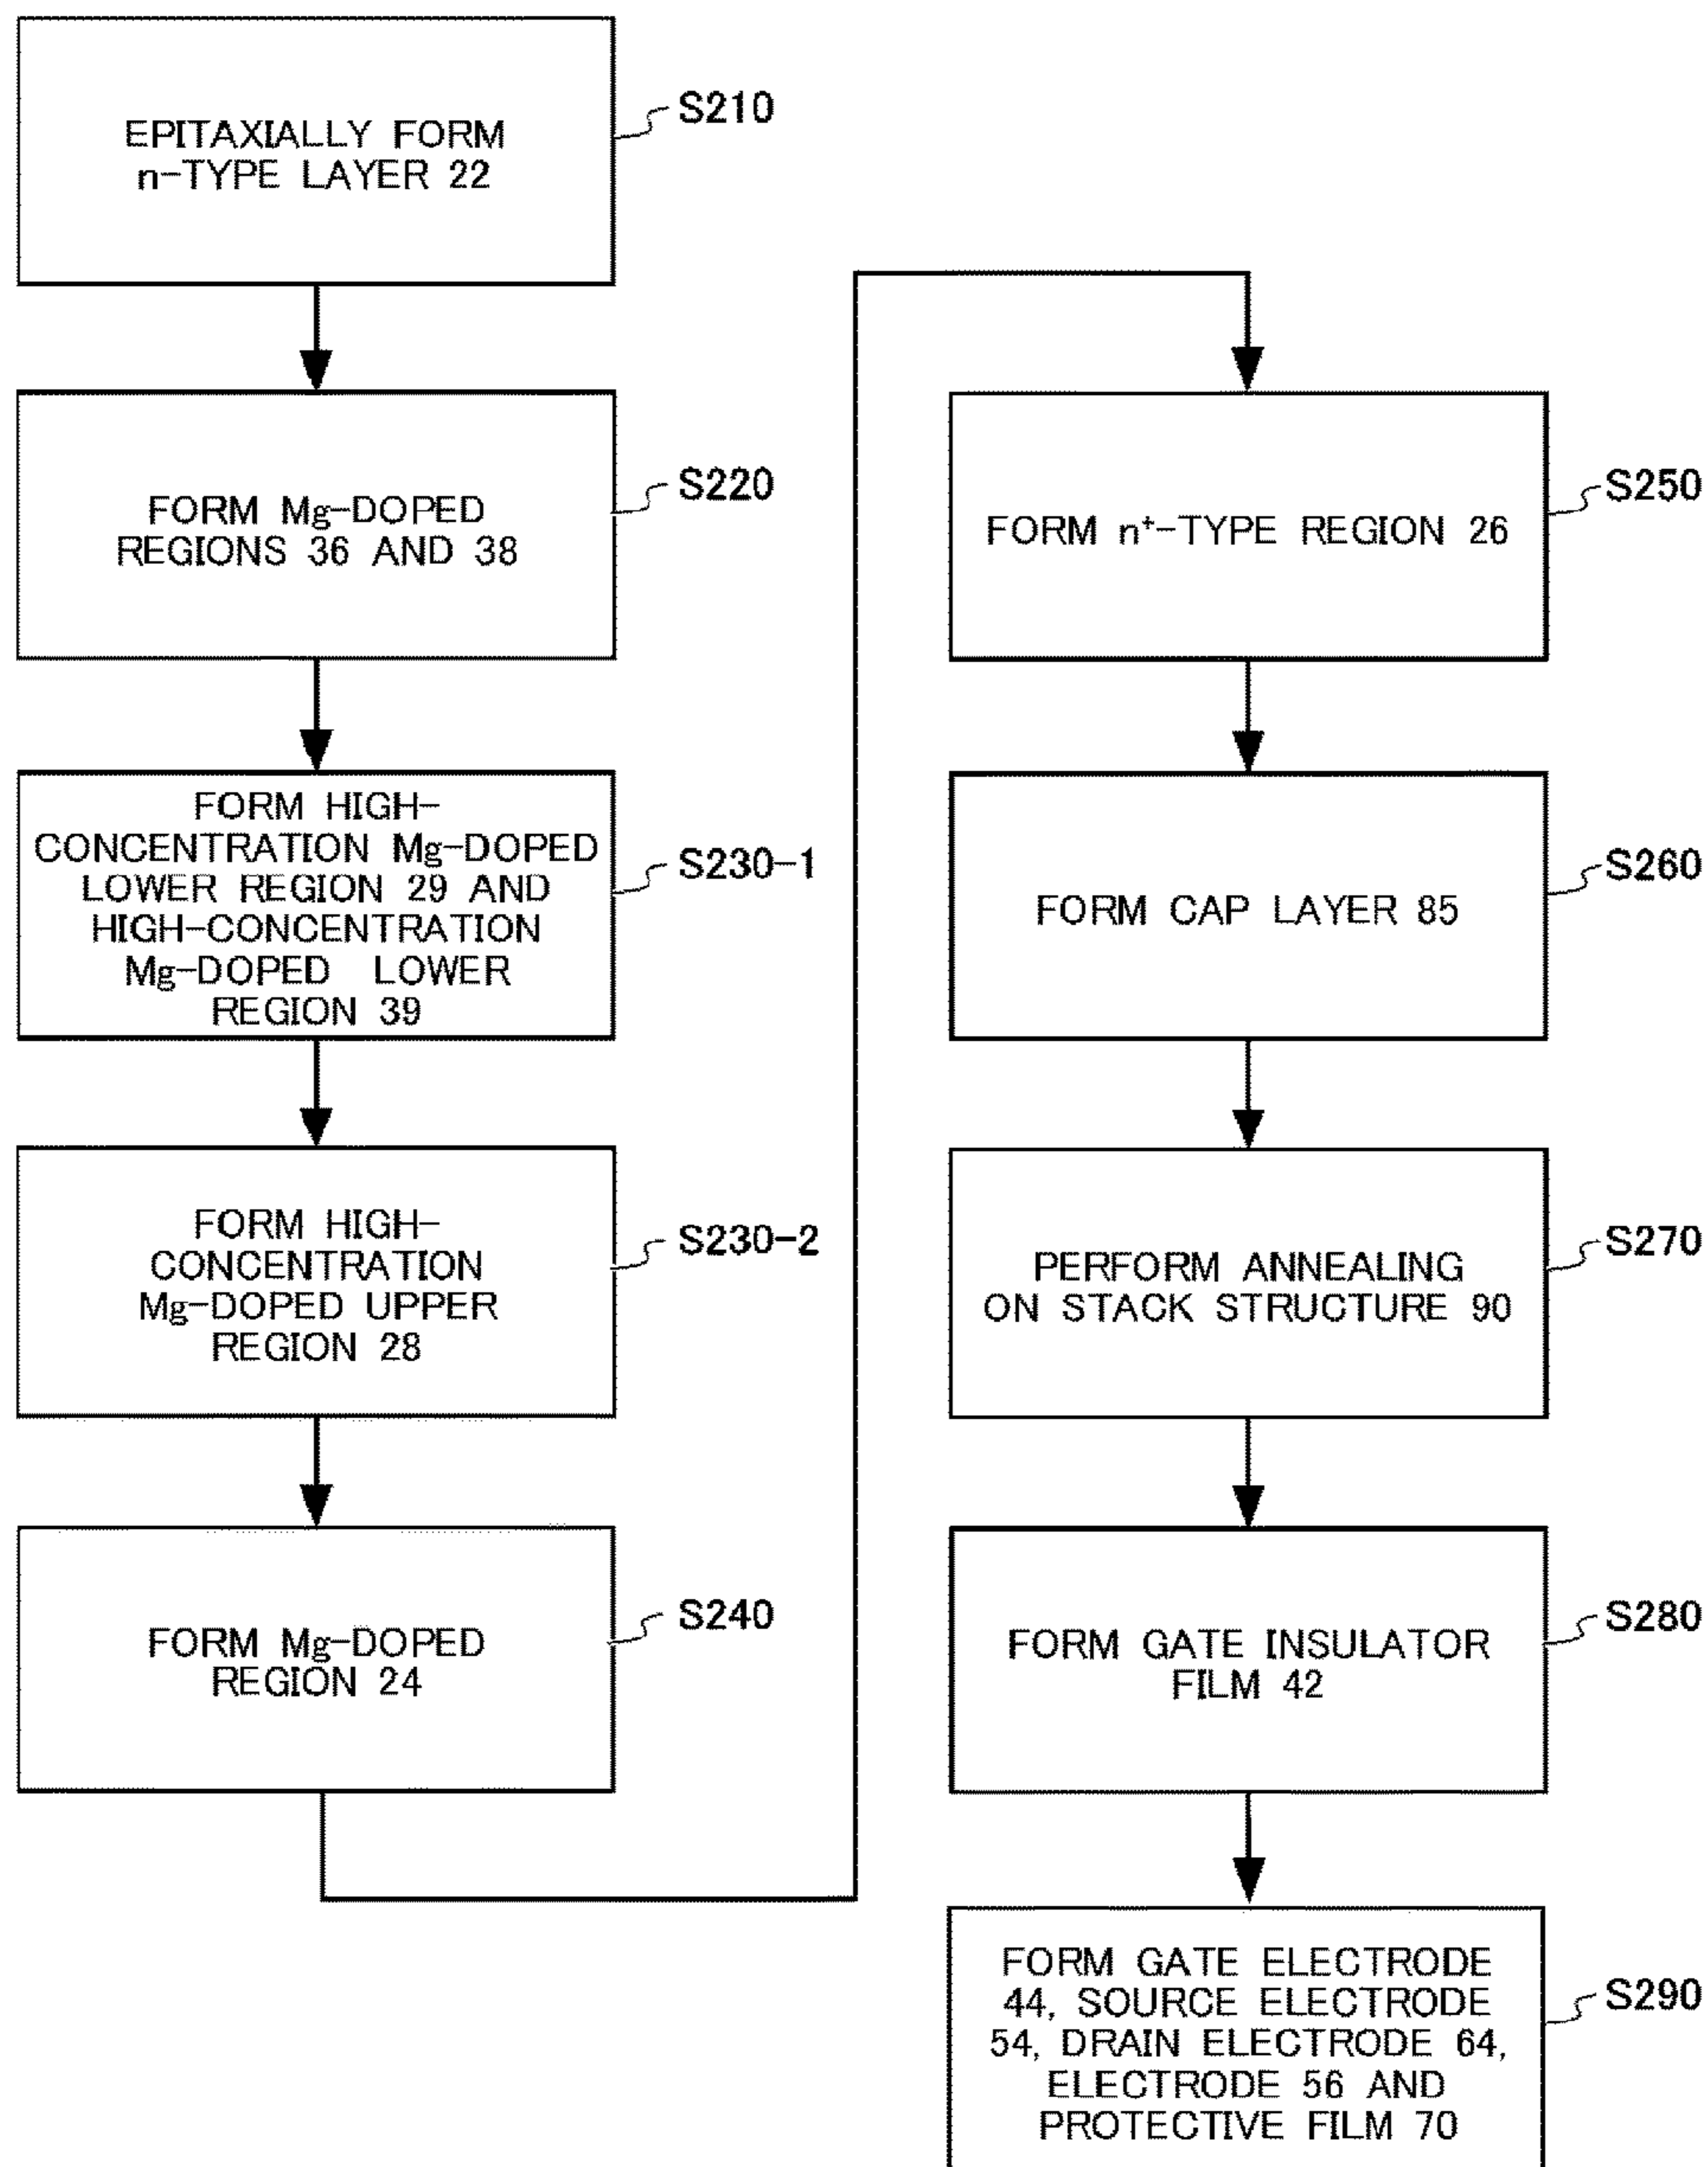 EPITAXIALLY FORM
n-TYPE LAYER 22
S210
FORM Mg-DOPED
REGIONS 36 AND 38
S220
FORM HIGH-
CONCENTRATION Mg-DOPED
LOWER REGION 29 AND
HIGH-CONCENTRATION
Mg-DOPED LOWER
REGION 39
S230-1
FORM HIGH-
CONCENTRATION
Mg-DOPED UPPER
REGION 28
S230-2
FORM Mg-DOPED
REGION 24
S240
FORM n⁺-TYPE REGION 26
S250
FORM CAP LAYER 85
S260
PERFORM ANNEALING
ON STACK STRUCTURE 90
S270
FORM GATE INSULATOR
FILM 42
S280
FORM GATE ELECTRODE
44, SOURCE ELECTRODE
54, DRAIN ELECTRODE 64,
ELECTRODE 56 AND
PROTECTIVE FILM 70
S290